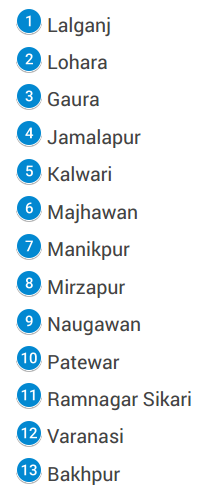 1 Lalganj
2 Lohara
3 Gaura
4 Jamalapur
5 Kalwari
6 Majhawan
7 Manikpur
8 Mirzapur
9 Naugawan
10 Patewar
11 Ramnagar Sikari
12 Varanasi
13 Bakhpur